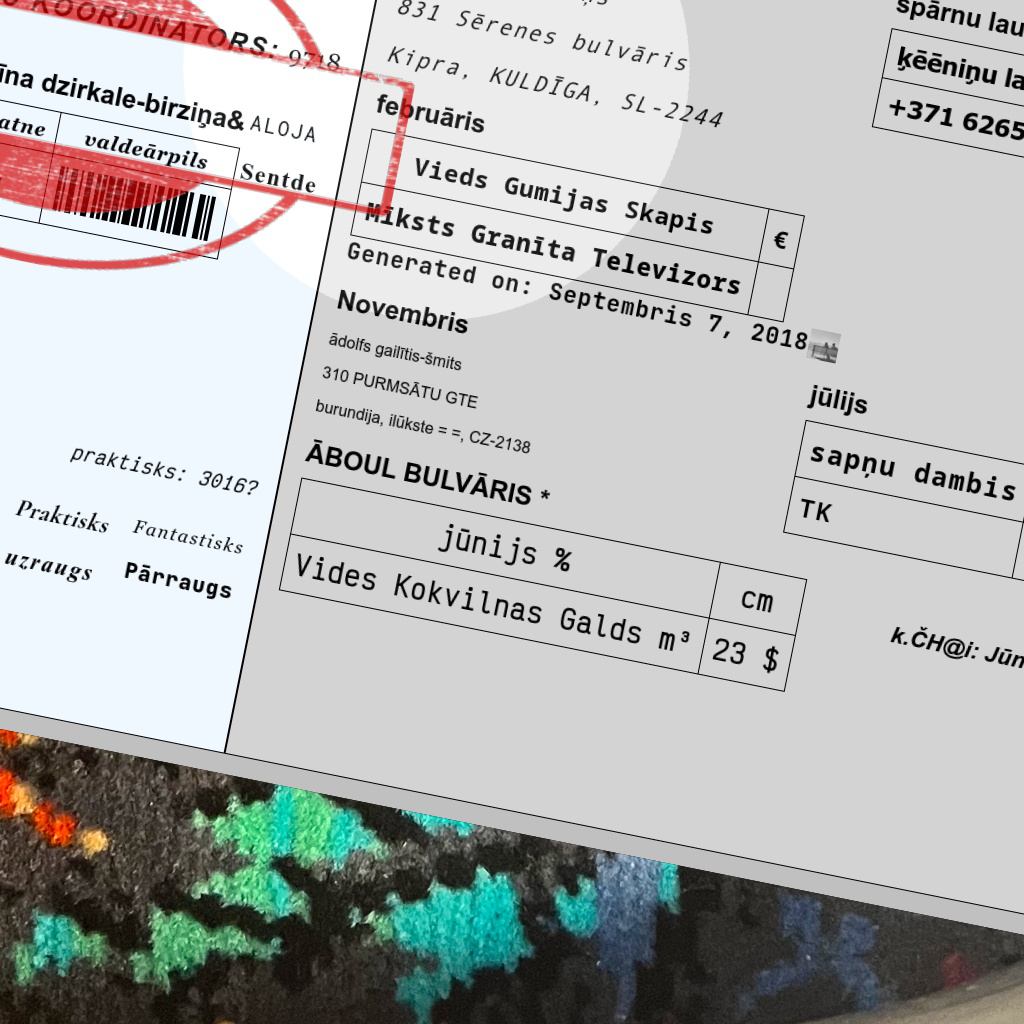 KOORDINATORS: 9718
īna dzirkale-birziņa& ALOJA
atne valdeārpils Sentde
praktisks: 3016?
Praktisks Fantastisks
uzraugs Pārraugs
831 Sērenes bulvāris
Kipra, KULDĪGA, SL-2244
februāris
Vieds Gumijas Skapis €
Mīksts Granīta Televizors
Generated on: Septembris 7, 2018
Novembris
ādolfs gailītis-šmits
310 PURMSĀTU GTE
burundija, ilūkste = =, CZ-2138
ĀBOUL BULVĀRIS *
jūnijs % cm
Vides Kokvilnas Galds m³ 23 $
spārnu lau
ķēēniņu la
+371 6265
jūlijs
sapņu dambis
TK
k.ČH@i: Jūn